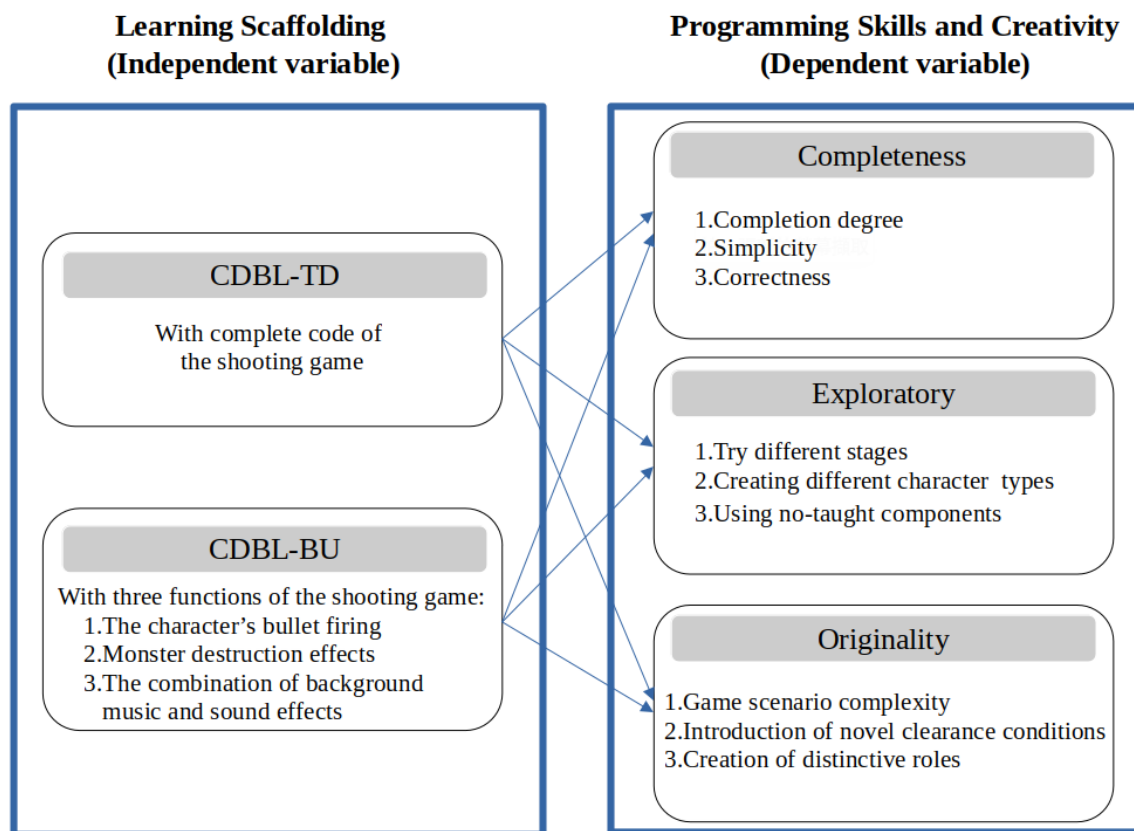 Learning Scaffolding
(Independent variable)
CDBL-TD
With complete code of
the shooting game
CDBL-BU
With three functions of the shooting game:
1.The character’s bullet firing
2.Monster destruction effects
3.The combination of background
music and sound effects
Programming Skills and Creativity
(Dependent variable)
Completeness
1.Completion degree
2.Simplicity
3.Correctness
Exploratory
1.Try different stages
2.Creating different character types
3.Using no-taught components
Originality
1.Game scenario complexity
2.Introduction of novel clearance conditions
3.Creation of distinctive roles